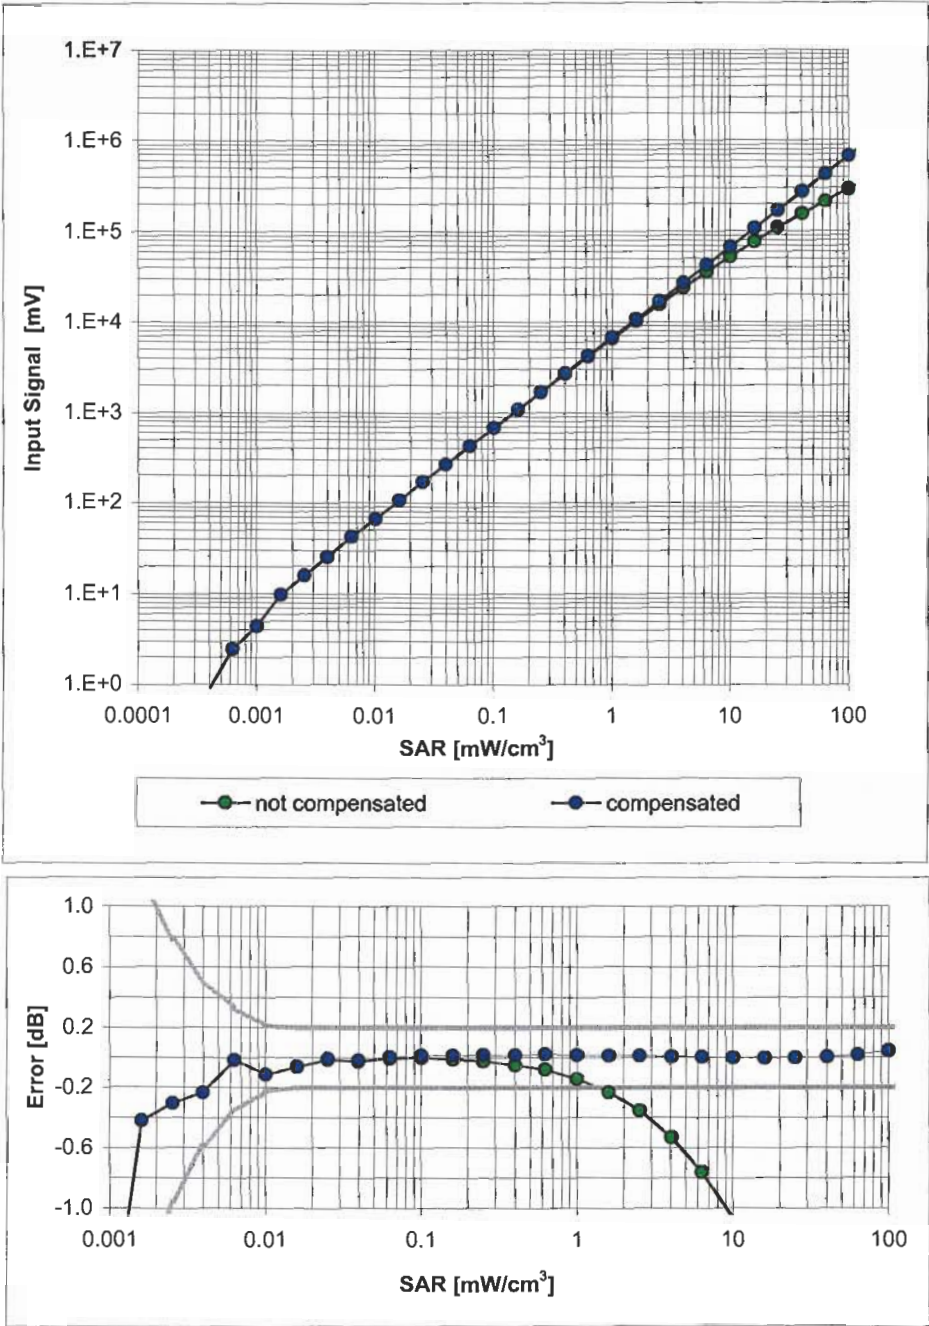 1.E+7
1.E+6
1.E+5
1.E+4
1.E+3
1.E+2
1.E+1
1.E+0
Input Signal [mV]
0.0001 0.001 0.01 0.1 1 10 100
SAR [mW/cm³]
not compensated compensated
1.0
0.6
0.2
-0.2
-0.6
-1.0
Error [dB]
0.001 0.01 0.1 1 10 100
SAR [mW/cm³]